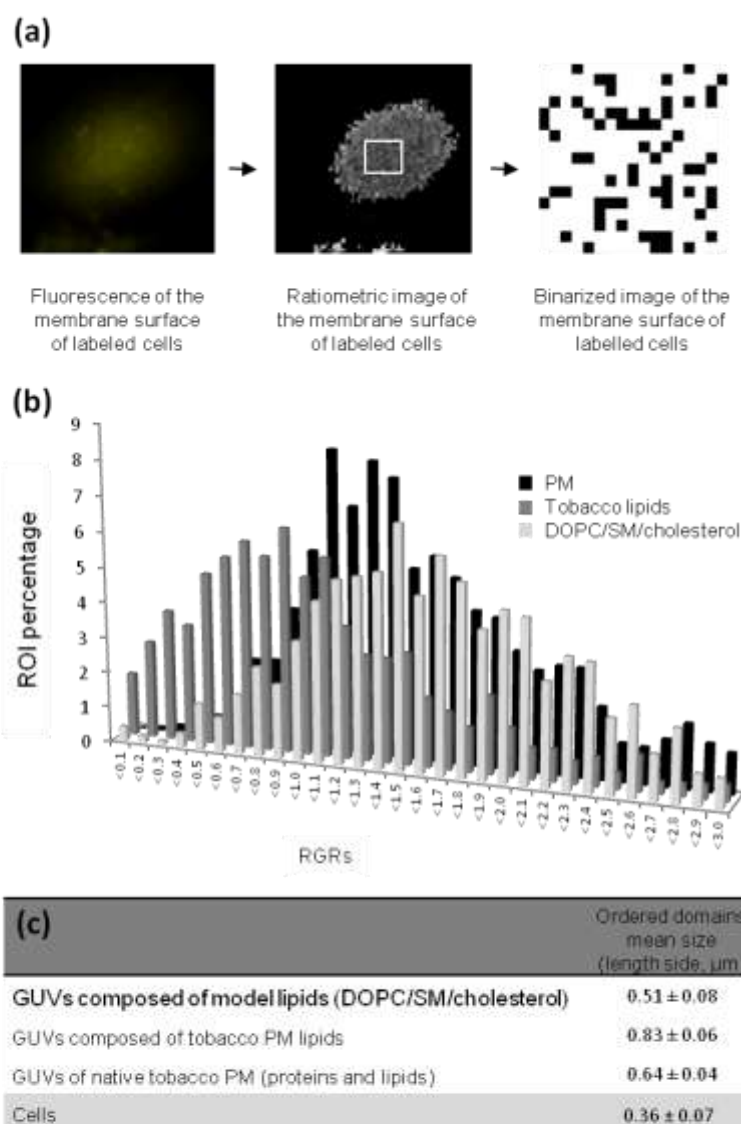 (a)
Fluorescence of the
membrane surface
of labeled cells
Ratiometric image of
the membrane surface
of labeled cells
Binarized image of the
membrane surface of
labelled cells
(b)
ROI percentage
9
8
7
6
5
4
3
2
1
0
PM
Tobacco lipids
DOPC/SM/cholesterol
<0.1
<0.2
<0.3
<0.4
<0.5
<0.6
<0.7
<0.8
<0.9
<1.0
<1.1
<1.2
<1.3
<1.4
<1.5
<1.6
<1.7
<1.8
<1.9
<2.0
<2.1
<2.2
<2.3
<2.4
<2.5
<2.6
<2.7
<2.8
<2.9
<3.0
RGRs
(c)
Ordered domains
mean size
(length side, μm
GUVs composed of model lipids (DOPC/SM/cholesterol) 0.51 ± 0.08
GUVs composed of tobacco PM lipids 0.83 ± 0.06
GUVs of native tobacco PM (proteins and lipids) 0.64 ± 0.04
Cells 0.36 ± 0.07